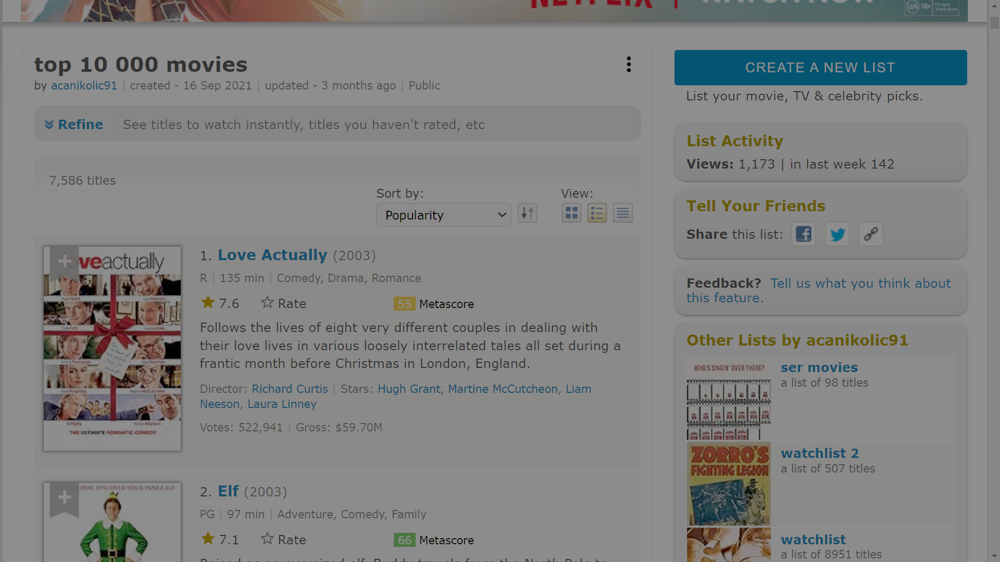 NETFLIX | WATCH NOW
U/A 16+
top 10 000 movies
by acanikolic91 | created - 16 Sep 2021 | updated - 3 months ago | Public
Refine
See titles to watch instantly, titles you haven't rated, etc
7,586 titles
Sort by:
View:
Popularity
loveactually
1. Love Actually (2003)
R | 135 min | Comedy, Drama, Romance
7.6 Rate 55 Metascore
Follows the lives of eight very different couples in dealing with
their love lives in various loosely interrelated tales all set during a
frantic month before Christmas in London, England.
Director: Richard Curtis | Stars: Hugh Grant, Martine McCutcheon, Liam
Neeson, Laura Linney
Votes: 522,941 | Gross: $59.70M
THE ULTIMATE ROMANTIC COMEDY
DISCOVER YOUR INNER ELF
2. Elf (2003)
PG | 97 min | Adventure, Comedy, Family
7.1 Rate 66 Metascore
Raised as an oversized elf, Buddy travels from the North Pole to
CREATE A NEW LIST
List your movie, TV & celebrity picks.
List Activity
Views: 1,173 | in last week 142
Tell Your Friends
Share this list:
Feedback? Tell us what you think about
this feature.
Other Lists by acanikolic91
WHO'S SINGIN' OVER THERE?
ser movies
a list of 98 titles
ZORRO'S
FIGHTING LEGION
watchlist 2
a list of 507 titles
watchlist
a list of 8951 titles